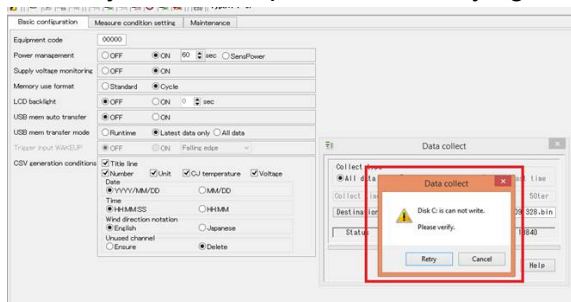 Basic configuration Measure condition setting Maintenance
Equipment code 00000
Power management OFF ON 60 sec SensPower
Supply voltage monitoring OFF ON
Memory use format Standard Cycle
LCD backlight OFF ON 0 sec
USB mem auto transfer OFF ON
USB mem transfer mode Runtime Latest data only All data
Trigger input WAKEUP OFF ON Falling edge
CSV generation conditions Title line
Number Unit CJ temperature Voltage
Date
YYYY/MM/DD MM/DD
Time
HH:MM:SS HH:MM
Wind direction notation
English Japanese
Unused channel
Ensure Delete
Data collect
Collect
All d time
Collect
Destination .bin
Statu
Help
Data collect
Disk C: is can not write.
Please verify.
Retry Cancel